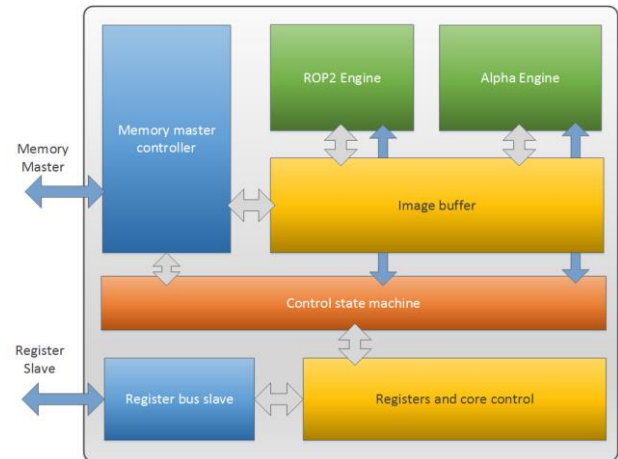 ROP2 Engine
Alpha Engine
Memory master
controller
Memory
Master
Image buffer
Control state machine
Register
Slave
Register bus slave
Registers and core control